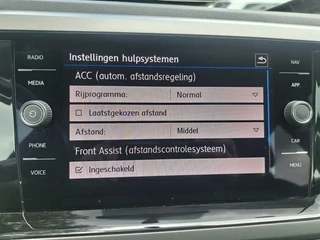 RADIO
MEDIA
PHONE
VOICE
Instellingen hulpsystemen
ACC (autom. afstandsregeling)
Rijprogramma: Normal
Laatstgekozen afstand
Afstand: Middel
Front Assist (afstandscontrolesysteem)
Ingeschakeld
NAV
APP
CAR
MENU